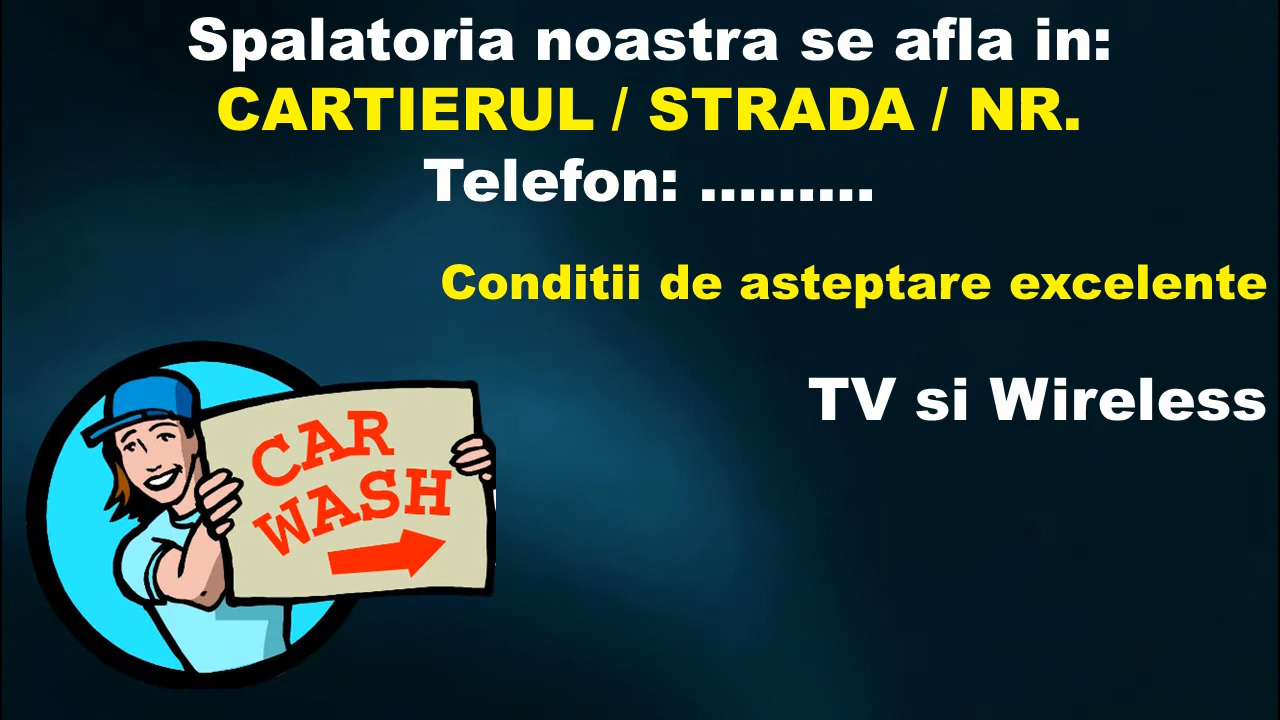 Spalatoria noastra se afla in:
CARTIERUL / STRADA / NR.
Telefon: .........
Conditii de asteptare excelente
TV si Wireless
CAR
WASH